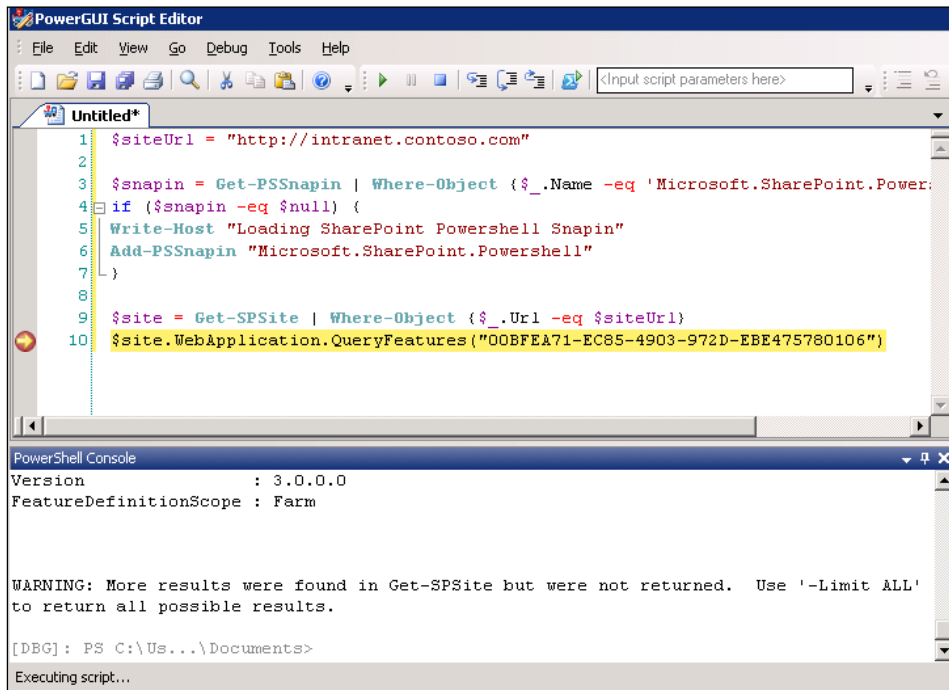 PowerGUI Script Editor
File Edit View Go Debug Tools Help
<Input script parameters here>
Untitled*
1 $siteUrl = "http://intranet.contoso.com"
2
3 $snapin = Get-PSSnapin | Where-Object {$_.Name -eq 'Microsoft.SharePoint.Power
4 if ($snapin -eq $null) {
5 Write-Host "Loading SharePoint Powershell Snapin"
6 Add-PSSnapin "Microsoft.SharePoint.Powershell"
7 }
8
9 $site = Get-SPSite | Where-Object {$_.Url -eq $siteUrl}
10 $site.WebApplication.QueryFeatures("00BFEA71-EC85-4903-972D-EBE475780106")
PowerShell Console
Version : 3.0.0.0
FeatureDefinitionScope : Farm
WARNING: More results were found in Get-SPSite but were not returned. Use '-Limit ALL'
to return all possible results.
[DBG]: PS C:\Us...\Documents>
Executing script...